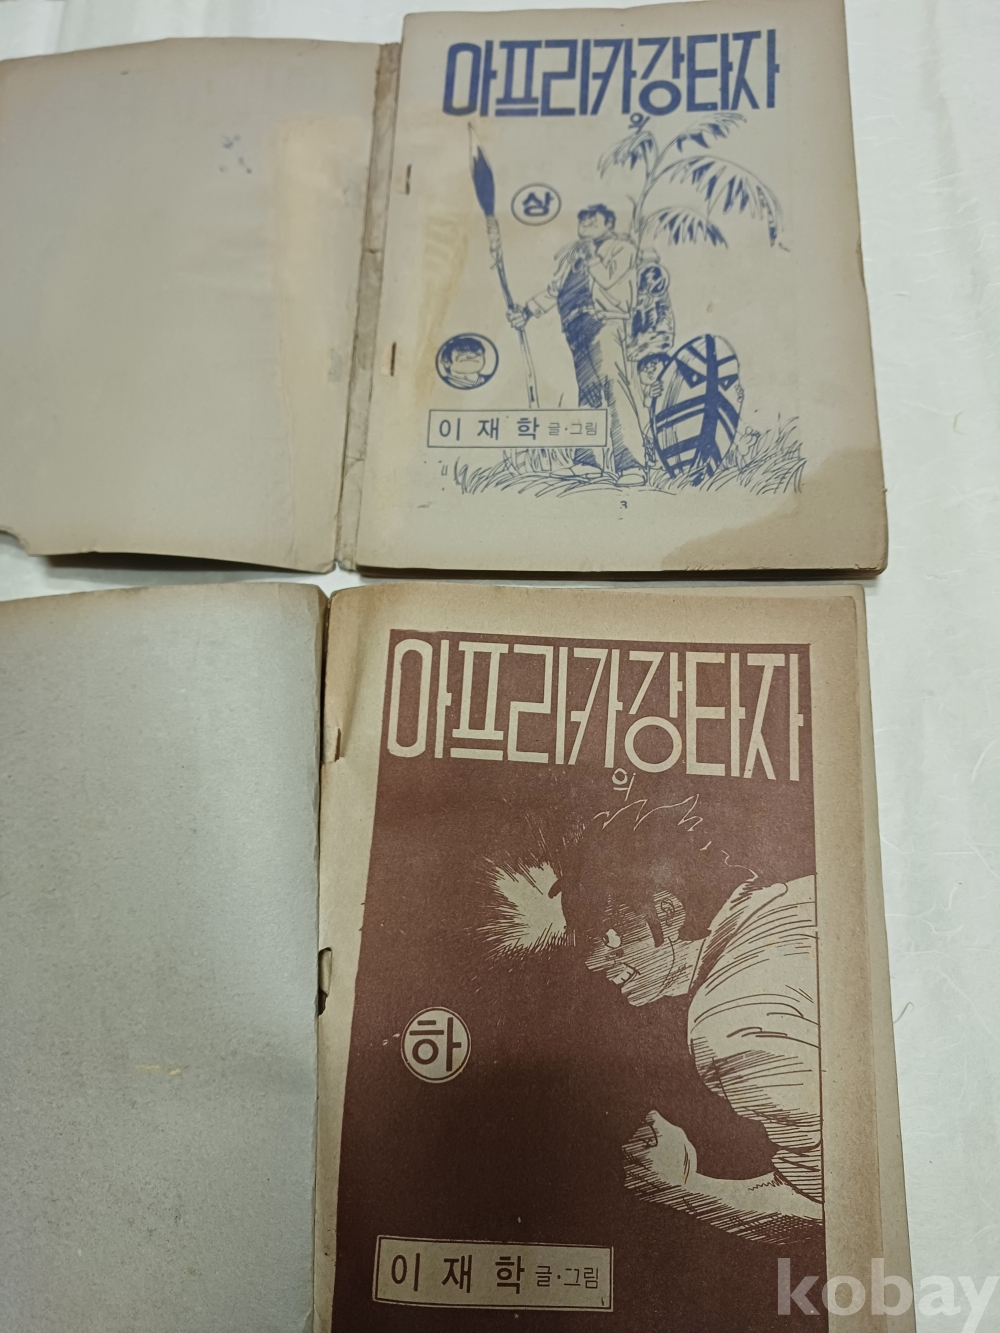 아프리카의강타자
상
이재학 글·그림
3
아프리카의강타자
하
이재학 글·그림
kobay